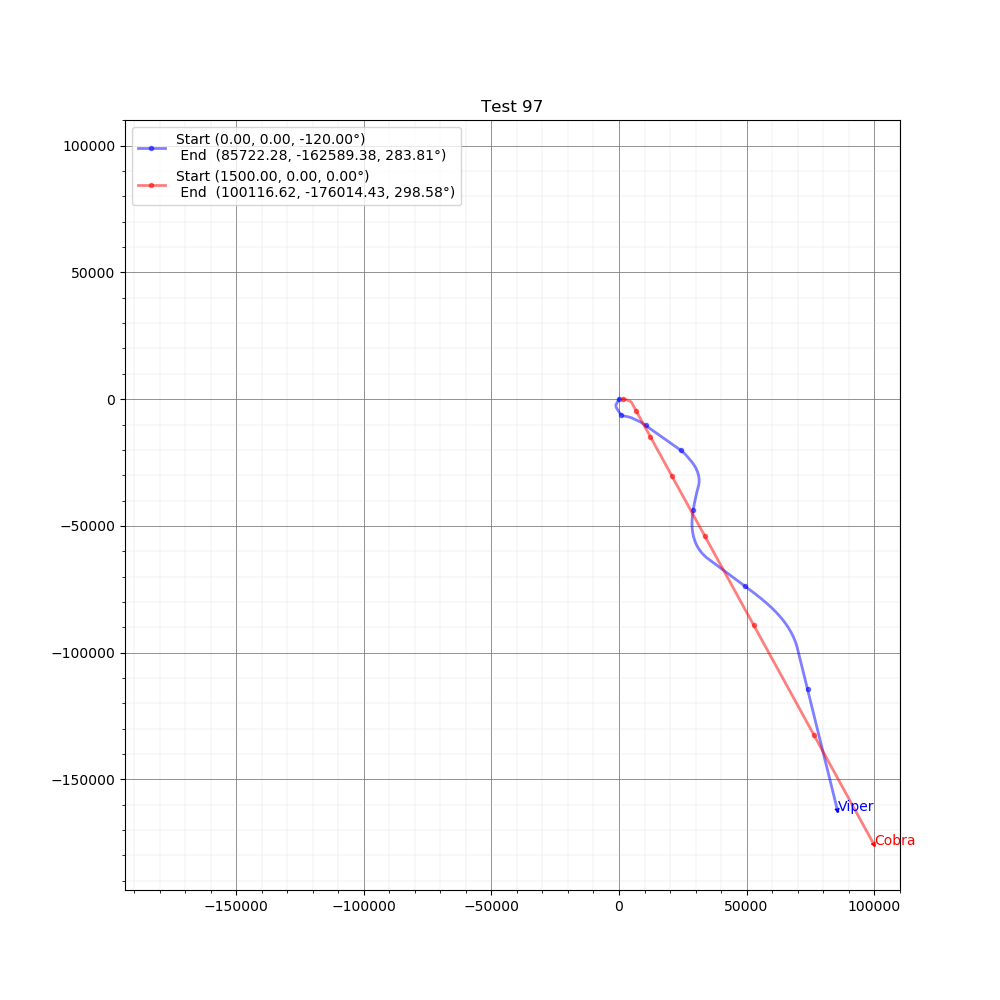 Test 97
Start (0.00, 0.00, -120.00°)
End  (85722.28, -162589.38, 283.81°)
Start (1500.00, 0.00, 0.00°)
End  (100116.62, -176014.43, 298.58°)
100000
50000
0
−50000
−100000
−150000
Viper
Cobra
−150000
−100000
−50000
0
50000
100000